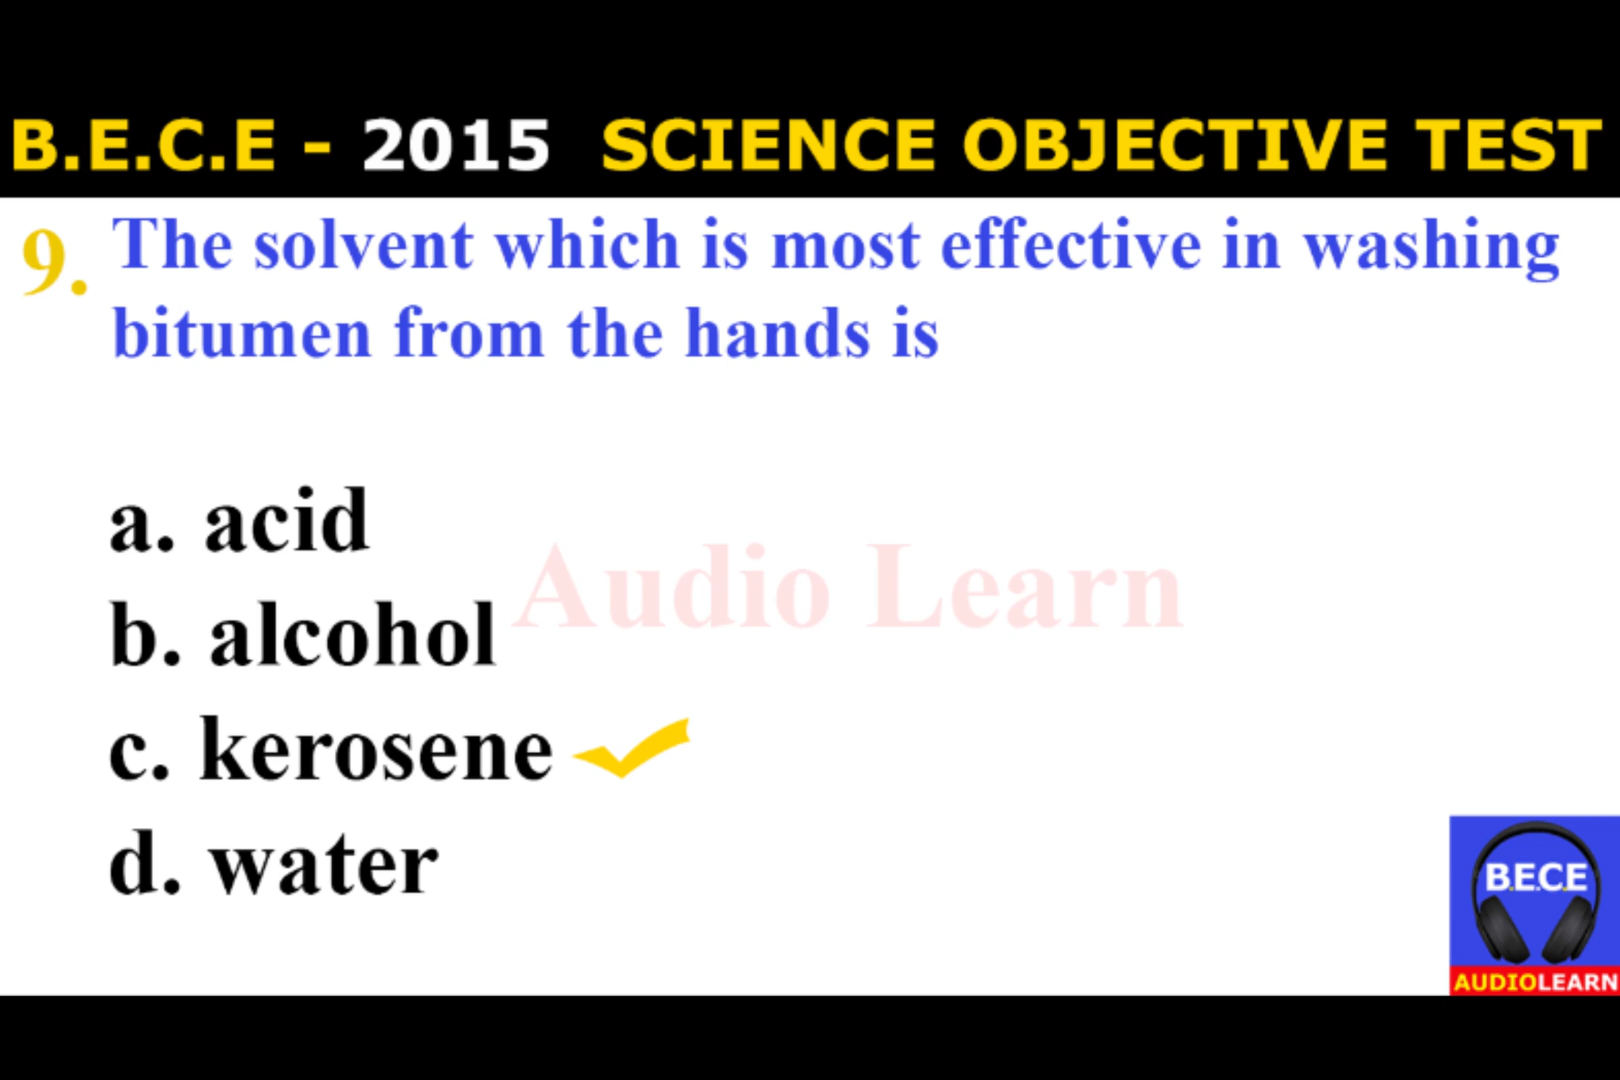 B.E.C.E - 2015 SCIENCE OBJECTIVE TEST
9. The solvent which is most effective in washing
bitumen from the hands is
a. acid
b. alcohol
c. kerosene
d. water
Audio Learn
B.E.C.E
AUDIOLEARN